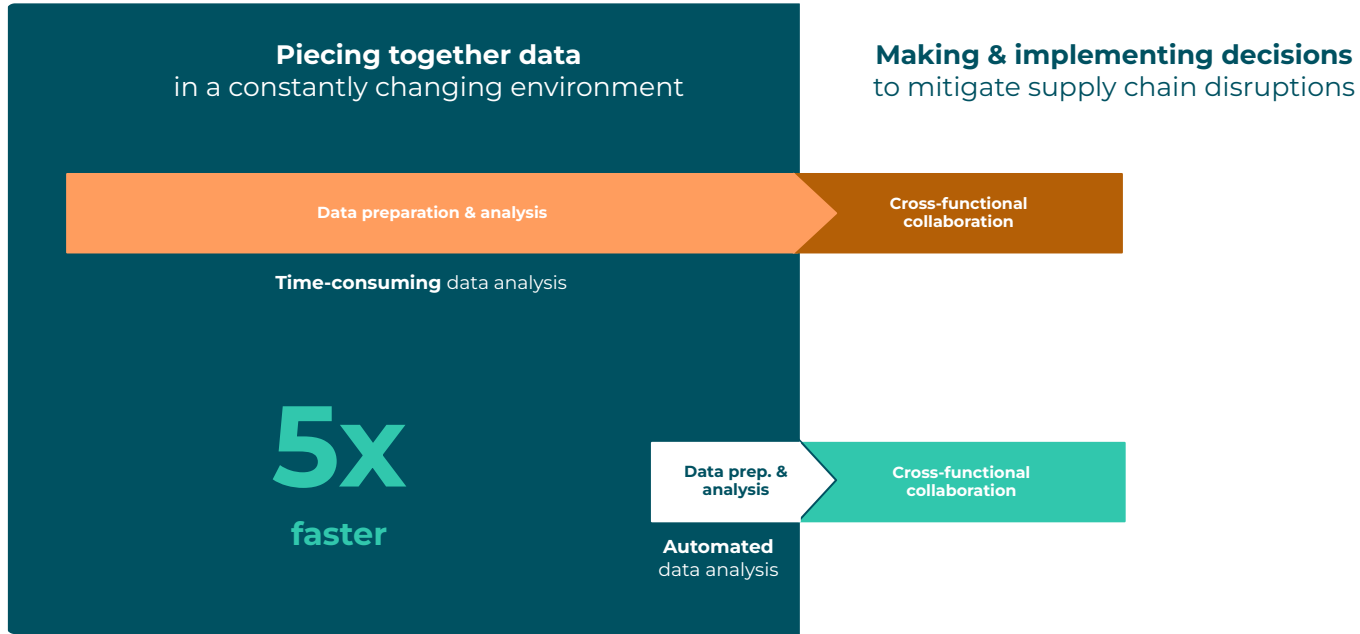 Piecing together data
in a constantly changing environment
Making & implementing decisions
to mitigate supply chain disruptions
Data preparation & analysis
Cross-functional
collaboration
Time-consuming data analysis
5x
faster
Data prep. &
analysis
Cross-functional
collaboration
Automated
data analysis